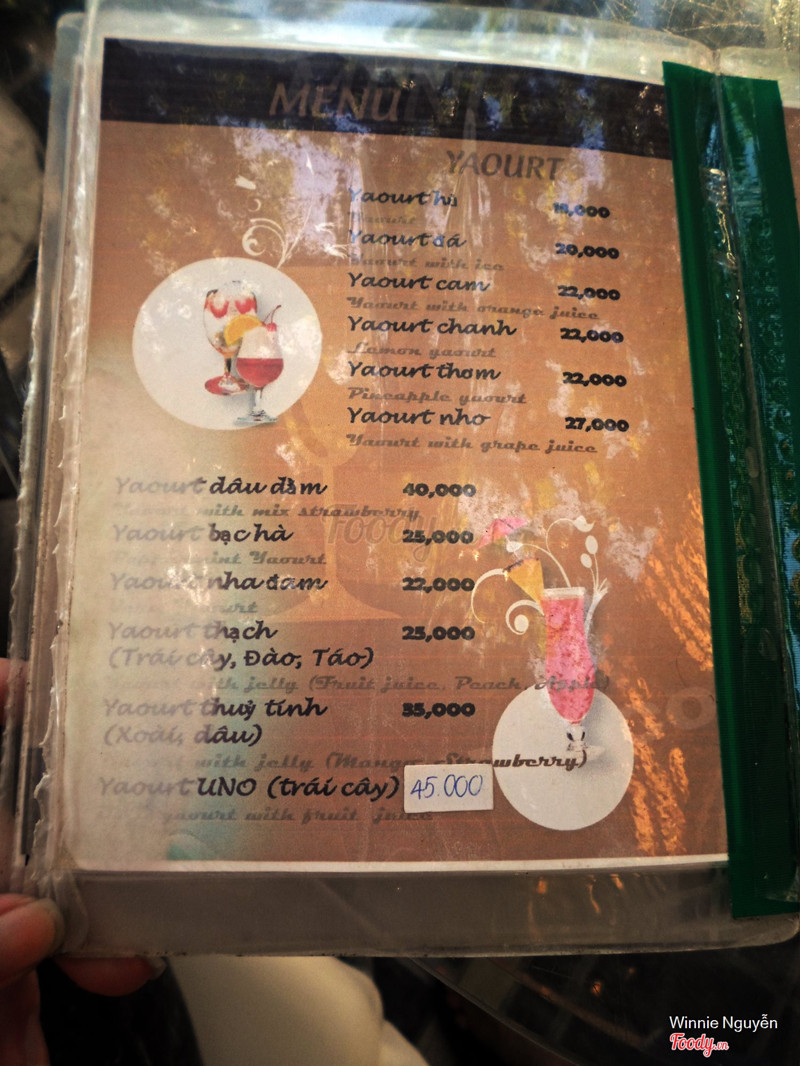 MENU
YAOURT
Yaourt hủ
Yaourt
Yaourt đá 20,000
Yaourt with ice
Yaourt cam 22,000
Yaourt with orange juice
Yaourt chanh 22,000
Lemon yaourt
Yaourt thơm 22,000
Pineapple yaourt
Yaourt nho 27,000
Yaourt with grape juice
Yaourt dâu dằm 40,000
Yaourt with mix strawberry
Yaourt bạc hà 25,000
Yaourt
Yaourt nha đam 22,000
Yaourt thạch 25,000
(Trái cây, Đào, Táo)
Yaourt with jelly (Fruit juice, Peach, Apple)
Yaourt thuỷ tinh 35,000
(Xoài, dâu)
with jelly (Mango, Strawberry)
Yaourt UNO (trái cây) 45.000
yaourt with fruit juice
Foody
Winnie Nguyễn
Foody.vn